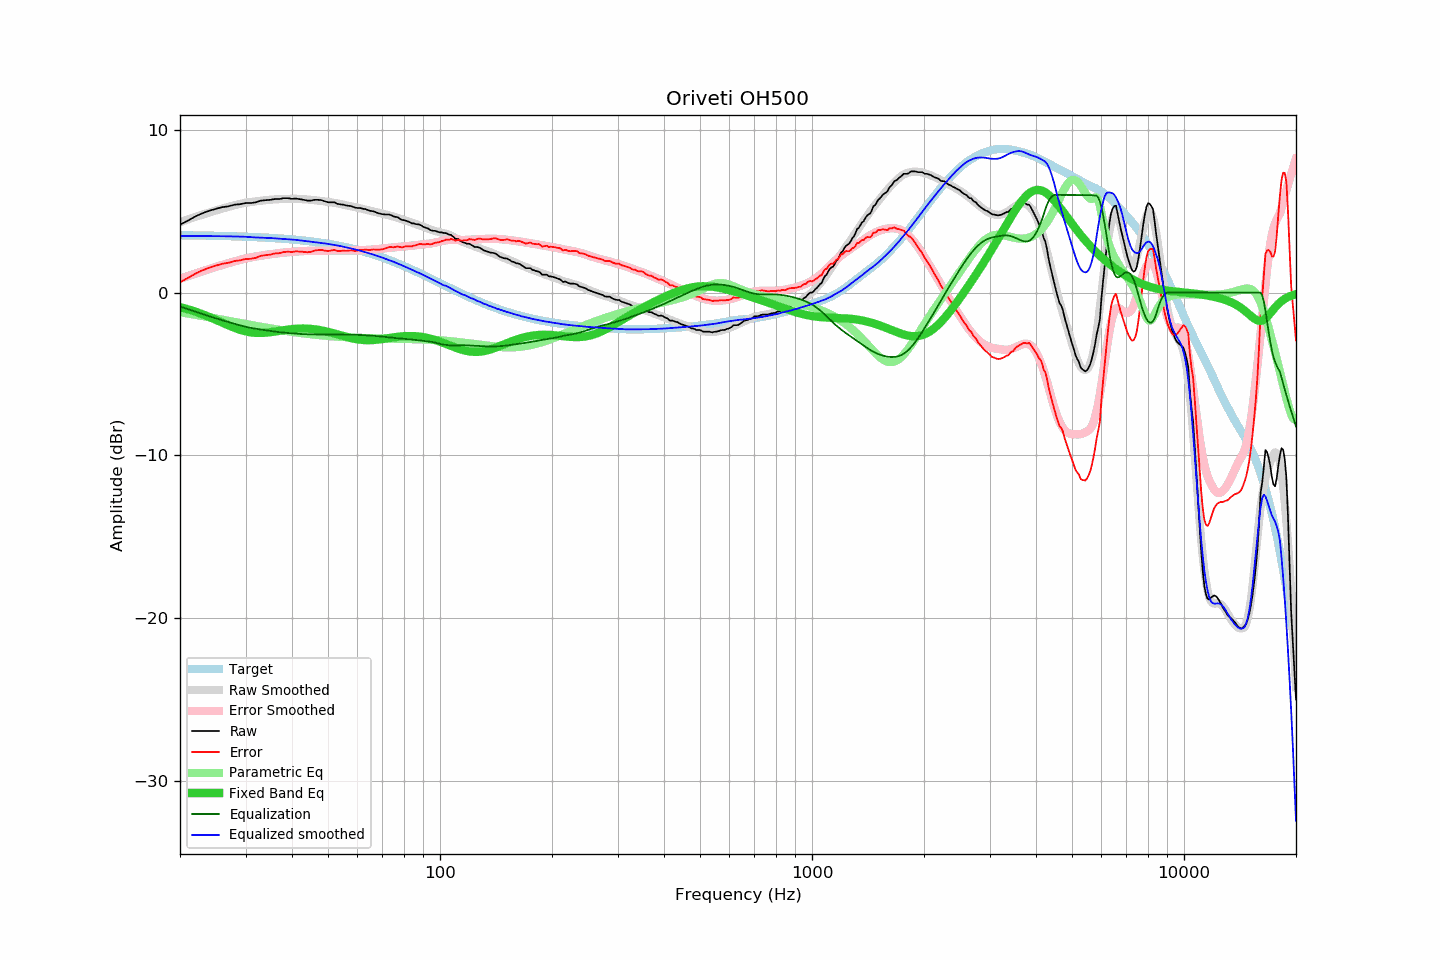 Oriveti OH500
10
0
−10
−20
−30
Amplitude (dBr)
Target
Raw Smoothed
Error Smoothed
Raw
Error
Parametric Eq
Fixed Band Eq
Equalization
Equalized smoothed
100
1000
10000
Frequency (Hz)